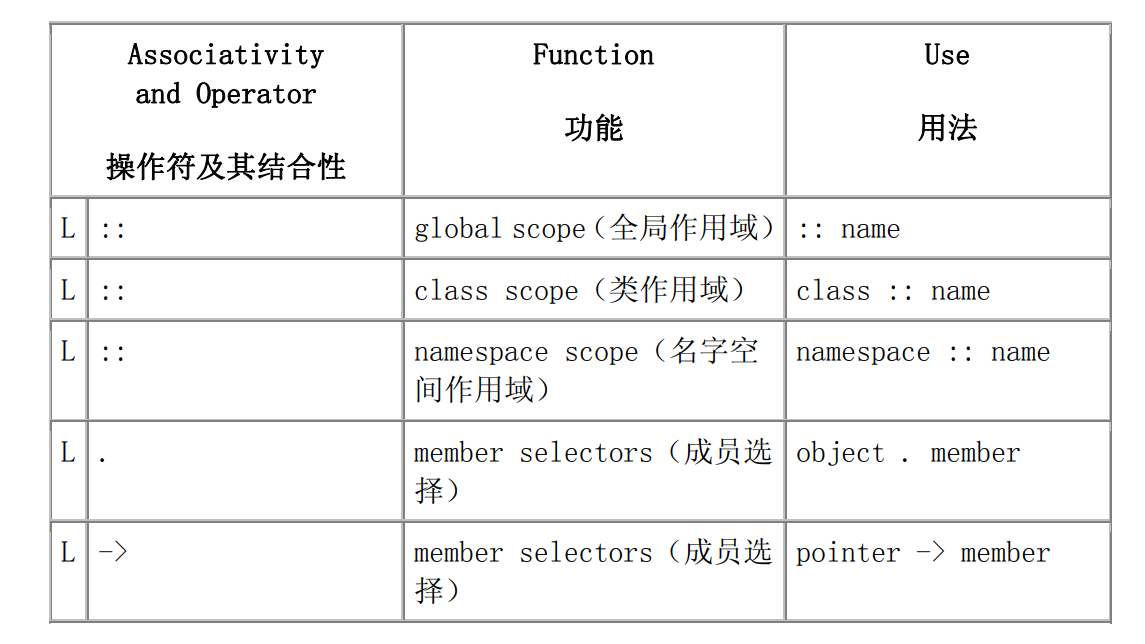 Associativity
and Operator
操作符及其结合性
Function
功能
Use
用法
L :: global scope（全局作用域） :: name
L :: class scope（类作用域） class :: name
L :: namespace scope（名字空 namespace :: name
间作用域）
L . member selectors（成员选 object . member
择）
L -> member selectors（成员选 pointer -> member
择）